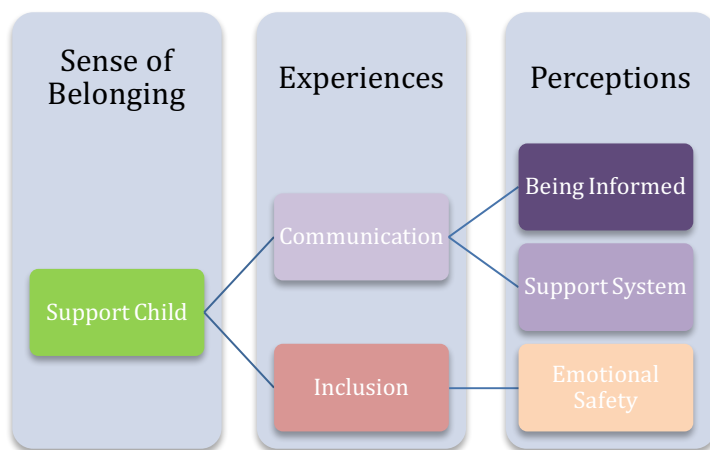 Sense of
Belonging
Experiences
Perceptions
Support Child
Communication
Inclusion
Being Informed
Support System
Emotional
Safety